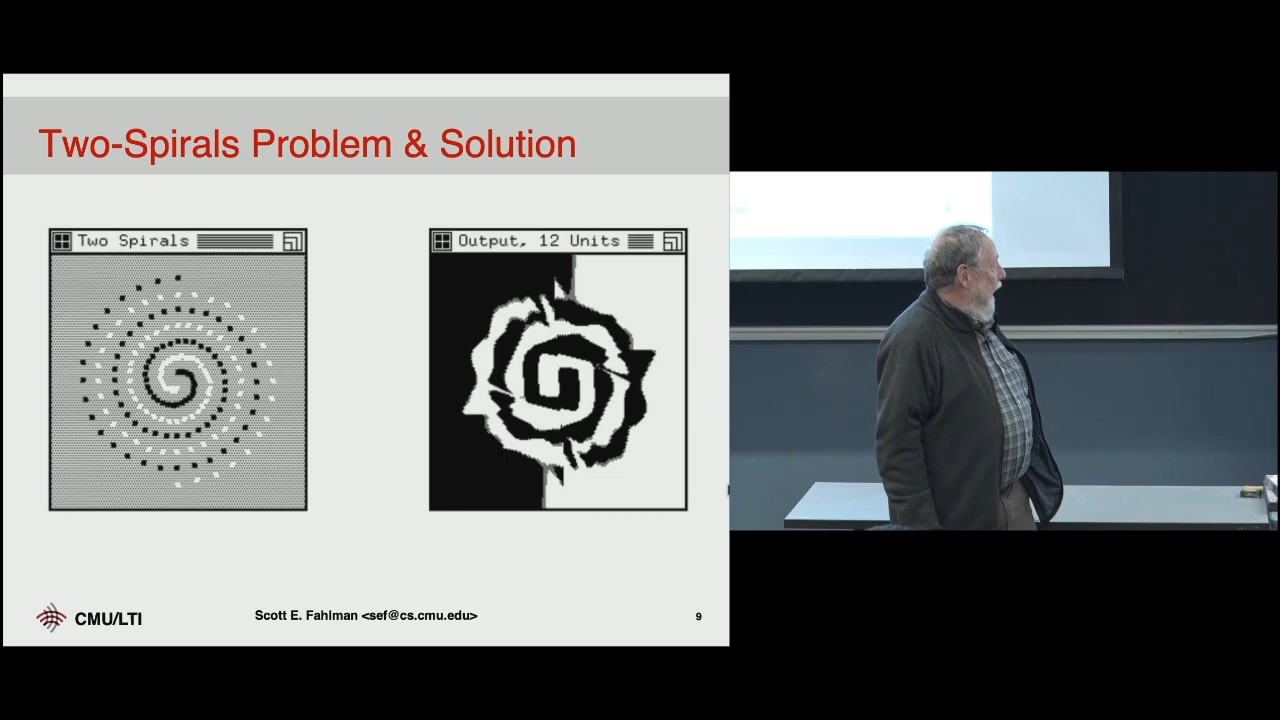 Two-Spirals Problem & Solution
Two Spirals
Output, 12 Units
CMU/LTI
Scott E. Fahlman <sef@cs.cmu.edu>
9